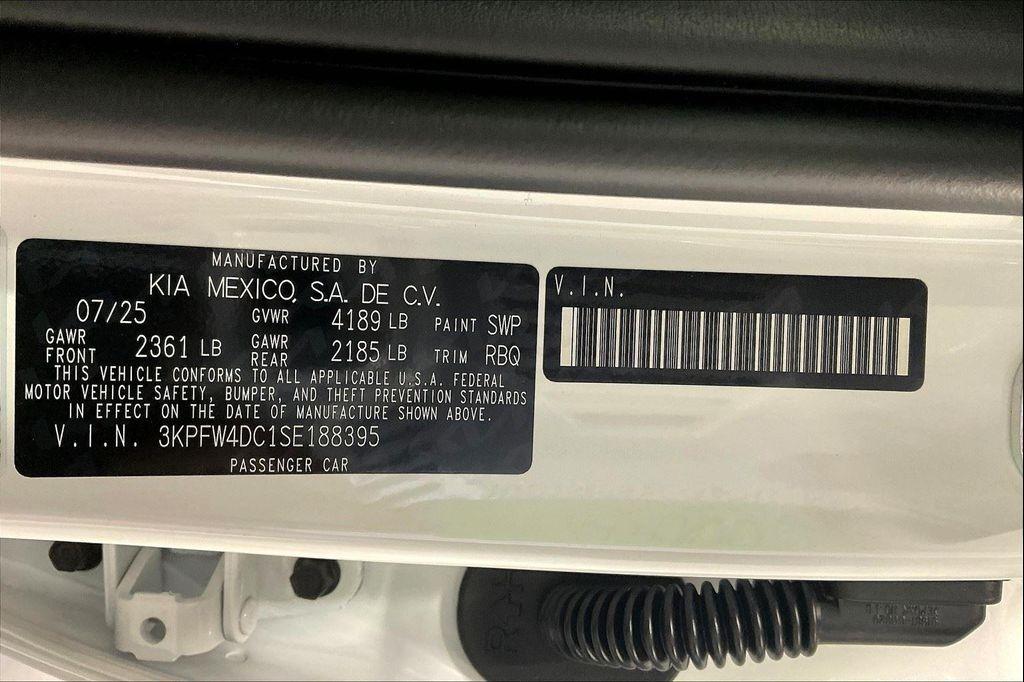 MANUFACTURED BY
KIA MEXICO, S.A. DE C.V.
07/25 GVWR 4189 LB PAINT SWP
GAWR FRONT 2361 LB GAWR REAR 2185 LB TRIM RBQ
THIS VEHICLE CONFORMS TO ALL APPLICABLE U.S.A. FEDERAL
MOTOR VEHICLE SAFETY, BUMPER, AND THEFT PREVENTION STANDARDS
IN EFFECT ON THE DATE OF MANUFACTURE SHOWN ABOVE.
V.I.N. 3KPFW4DC1SE188395
PASSENGER CAR
V.I.N.